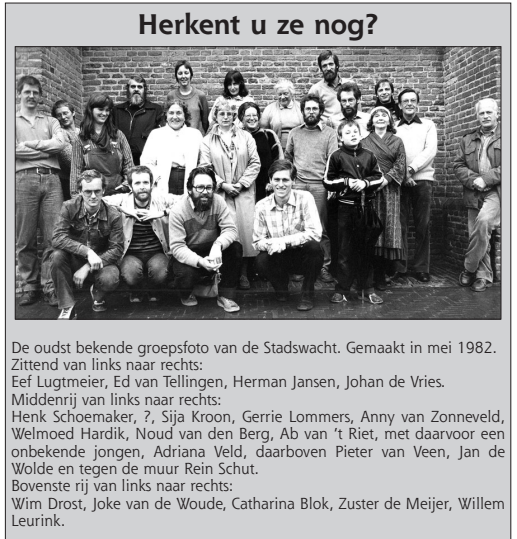 Herkent u ze nog?
De oudst bekende groepsfoto van de Stadswacht. Gemaakt in mei 1982.
Zittend van links naar rechts:
Eef Lugtmeier, Ed van Tellingen, Herman Jansen, Johan de Vries.
Middenrij van links naar rechts:
Henk Schoemaker, ?, Sija Kroon, Gerrie Lommers, Anny van Zonneveld,
Welmoed Hardik, Noud van den Berg, Ab van ’t Riet, met daarvoor een
onbekende jongen, Adriana Veld, daarboven Pieter van Veen, Jan de
Wolde en tegen de muur Rein Schut.
Bovenste rij van links naar rechts:
Wim Drost, Joke van de Woude, Catharina Blok, Zuster de Meijer, Willem
Leurink.